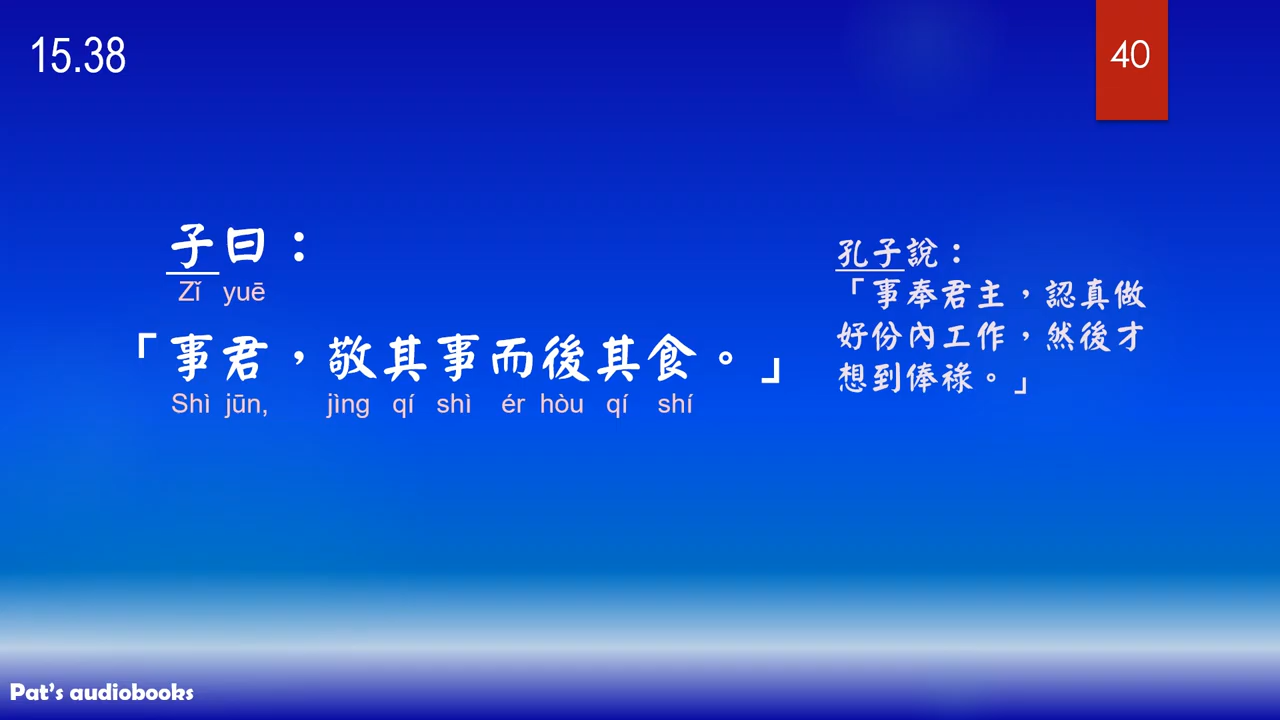 15.38
40
子曰：
Zǐ yuē
「事君，敬其事而後其食。」
Shì jūn, jìng qí shì ér hòu qí shí
孔子說：
「事奉君主，認真做
好份內工作，然後才
想到俸祿。」
Pat's audiobooks